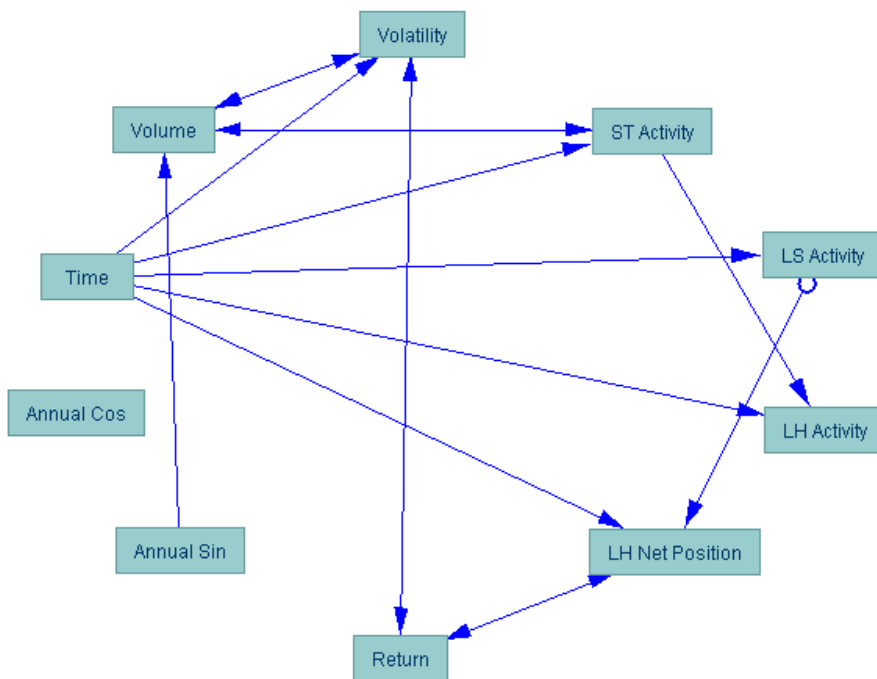 Volatility
Volume
ST Activity
LS Activity
Time
Annual Cos
LH Activity
Annual Sin
LH Net Position
Return